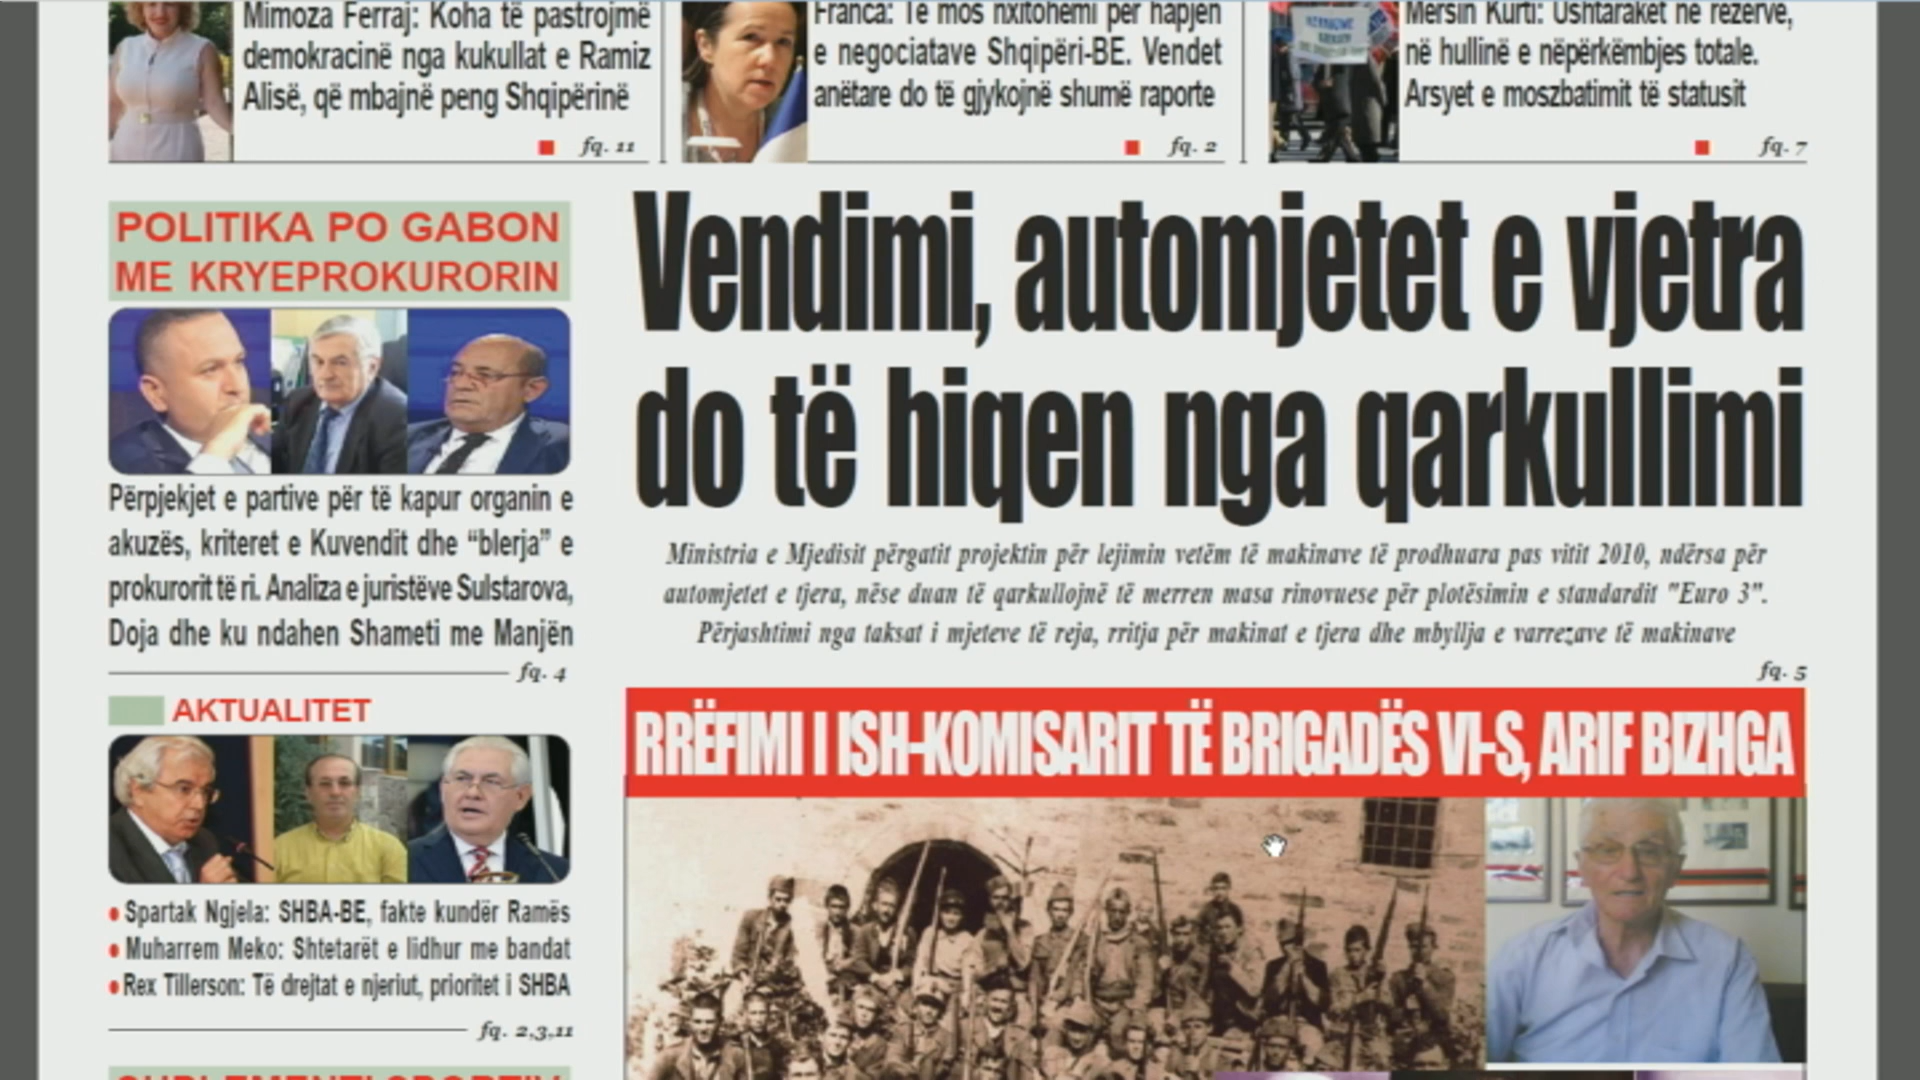 Mimoza Ferraj: Koha të pastrojmë
demokracinë nga kukullat e Ramiz
Alisë, që mbajnë peng Shqipërinë
fq. 11
Franca: Të mos nxitohemi për hapjen
e negociatave Shqipëri-BE. Vendet
anëtare do të gjykojnë shumë raporte
fq. 2
Mersin Kurti: Ushtarakët në rezervë,
në hullinë e nëpërkëmbjes totale.
Arsyet e moszbatimit të statusit
fq. 7
POLITIKA PO GABON
ME KRYEPROKURORIN
Përpjekjet e partive për të kapur organin e
akuzës, kriteret e Kuvendit dhe “blerja” e
prokurorit të ri. Analiza e juristëve Sulstarova,
Doja dhe ku ndahen Shameti me Manjën
fq. 4
AKTUALITET
Spartak Ngjela: SHBA-BE, fakte kundër Ramës
Muharrem Meko: Shtetarët e lidhur me bandat
Rex Tillerson: Të drejtat e njeriut, prioritet i SHBA
fq. 2,3,11
SUPLEMENTI SPORTIV
Vendimi, automjetet e vjetra
do të hiqen nga qarkullimi
Ministria e Mjedisit përgatit projektin për lejimin vetëm të makinave të prodhuara pas vitit 2010, ndërsa për
automjetet e tjera, nëse duan të qarkullojnë të merren masa rinovuese për plotësimin e standardit "Euro 3".
Përjashtimi nga taksat i mjeteve të reja, rritja për makinat e tjera dhe mbyllja e varrezave të makinave
fq. 5
RRËFIMI I ISH-KOMISARIT TË BRIGADËS VI-S, ARIF BIZHGA